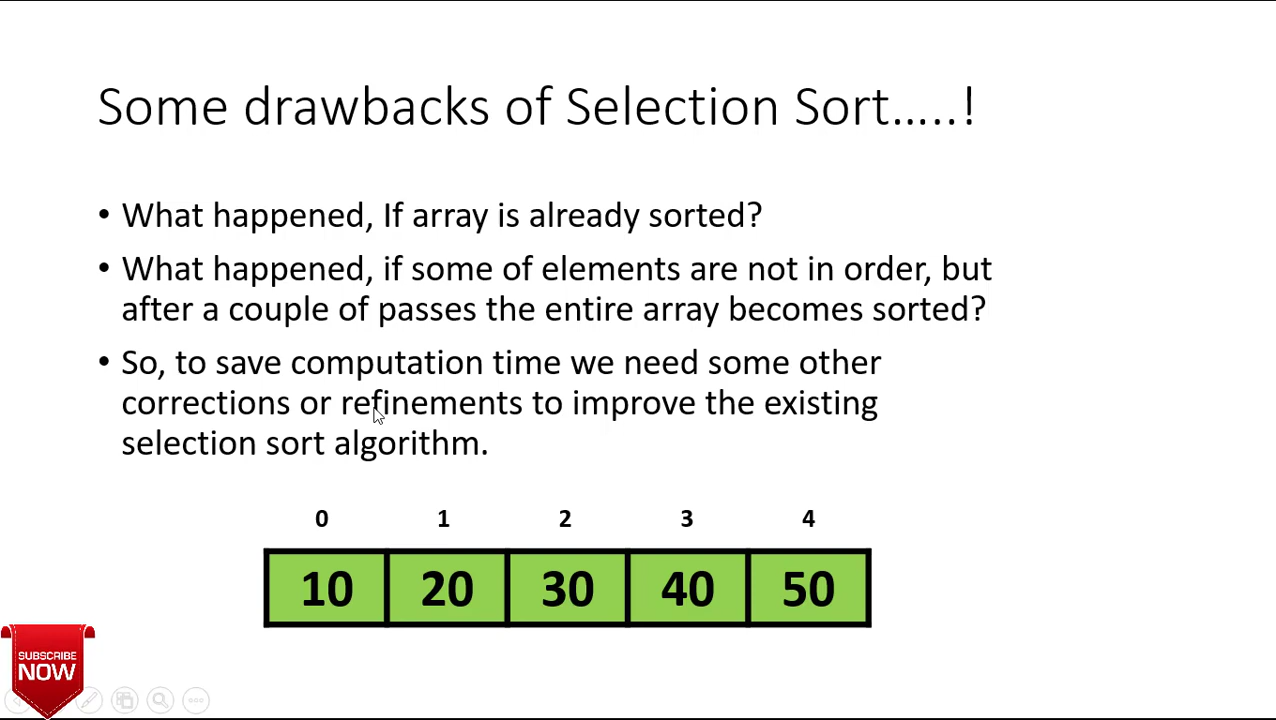 Some drawbacks of Selection Sort…..!
• What happened, If array is already sorted?
• What happened, if some of elements are not in order, but
after a couple of passes the entire array becomes sorted?
• So, to save computation time we need some other
corrections or refinements to improve the existing
selection sort algorithm.
0 1 2 3 4
10 20 30 40 50
SUBSCRIBE
NOW